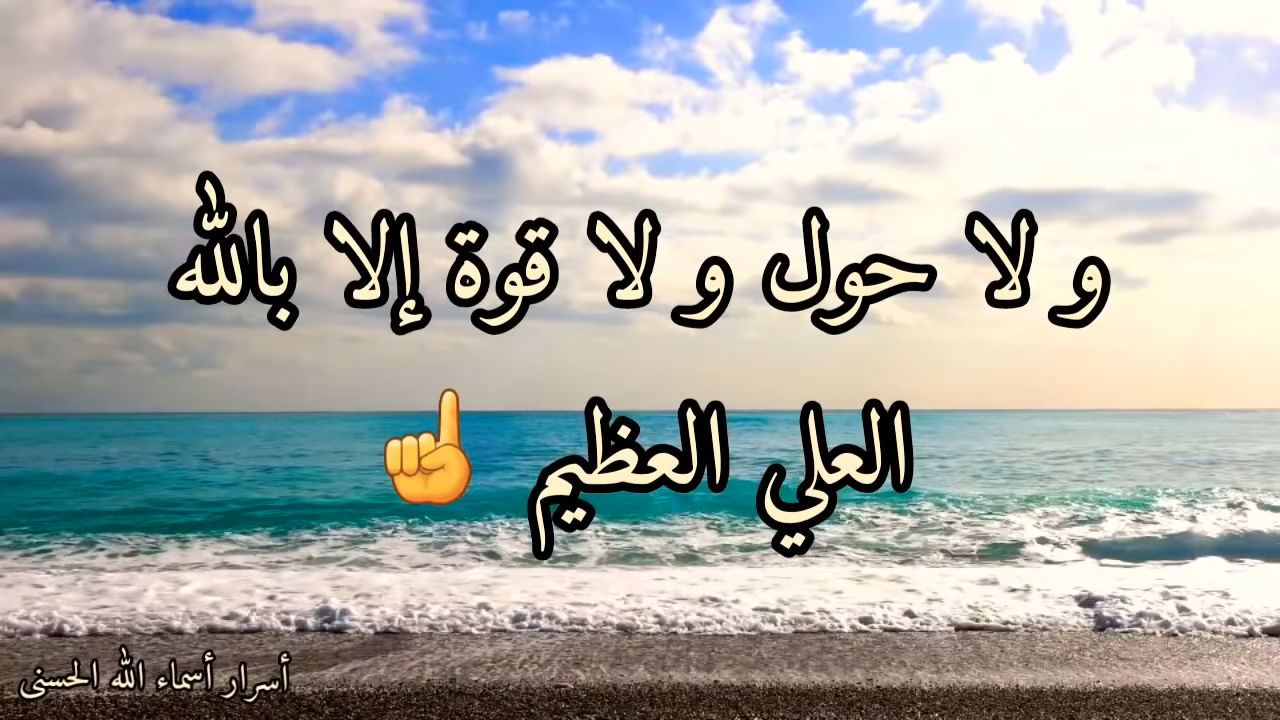 و لا حول و لا قوة إلا بالله
العلي العظيم ☝
أسرار أسماء الله الحسنى